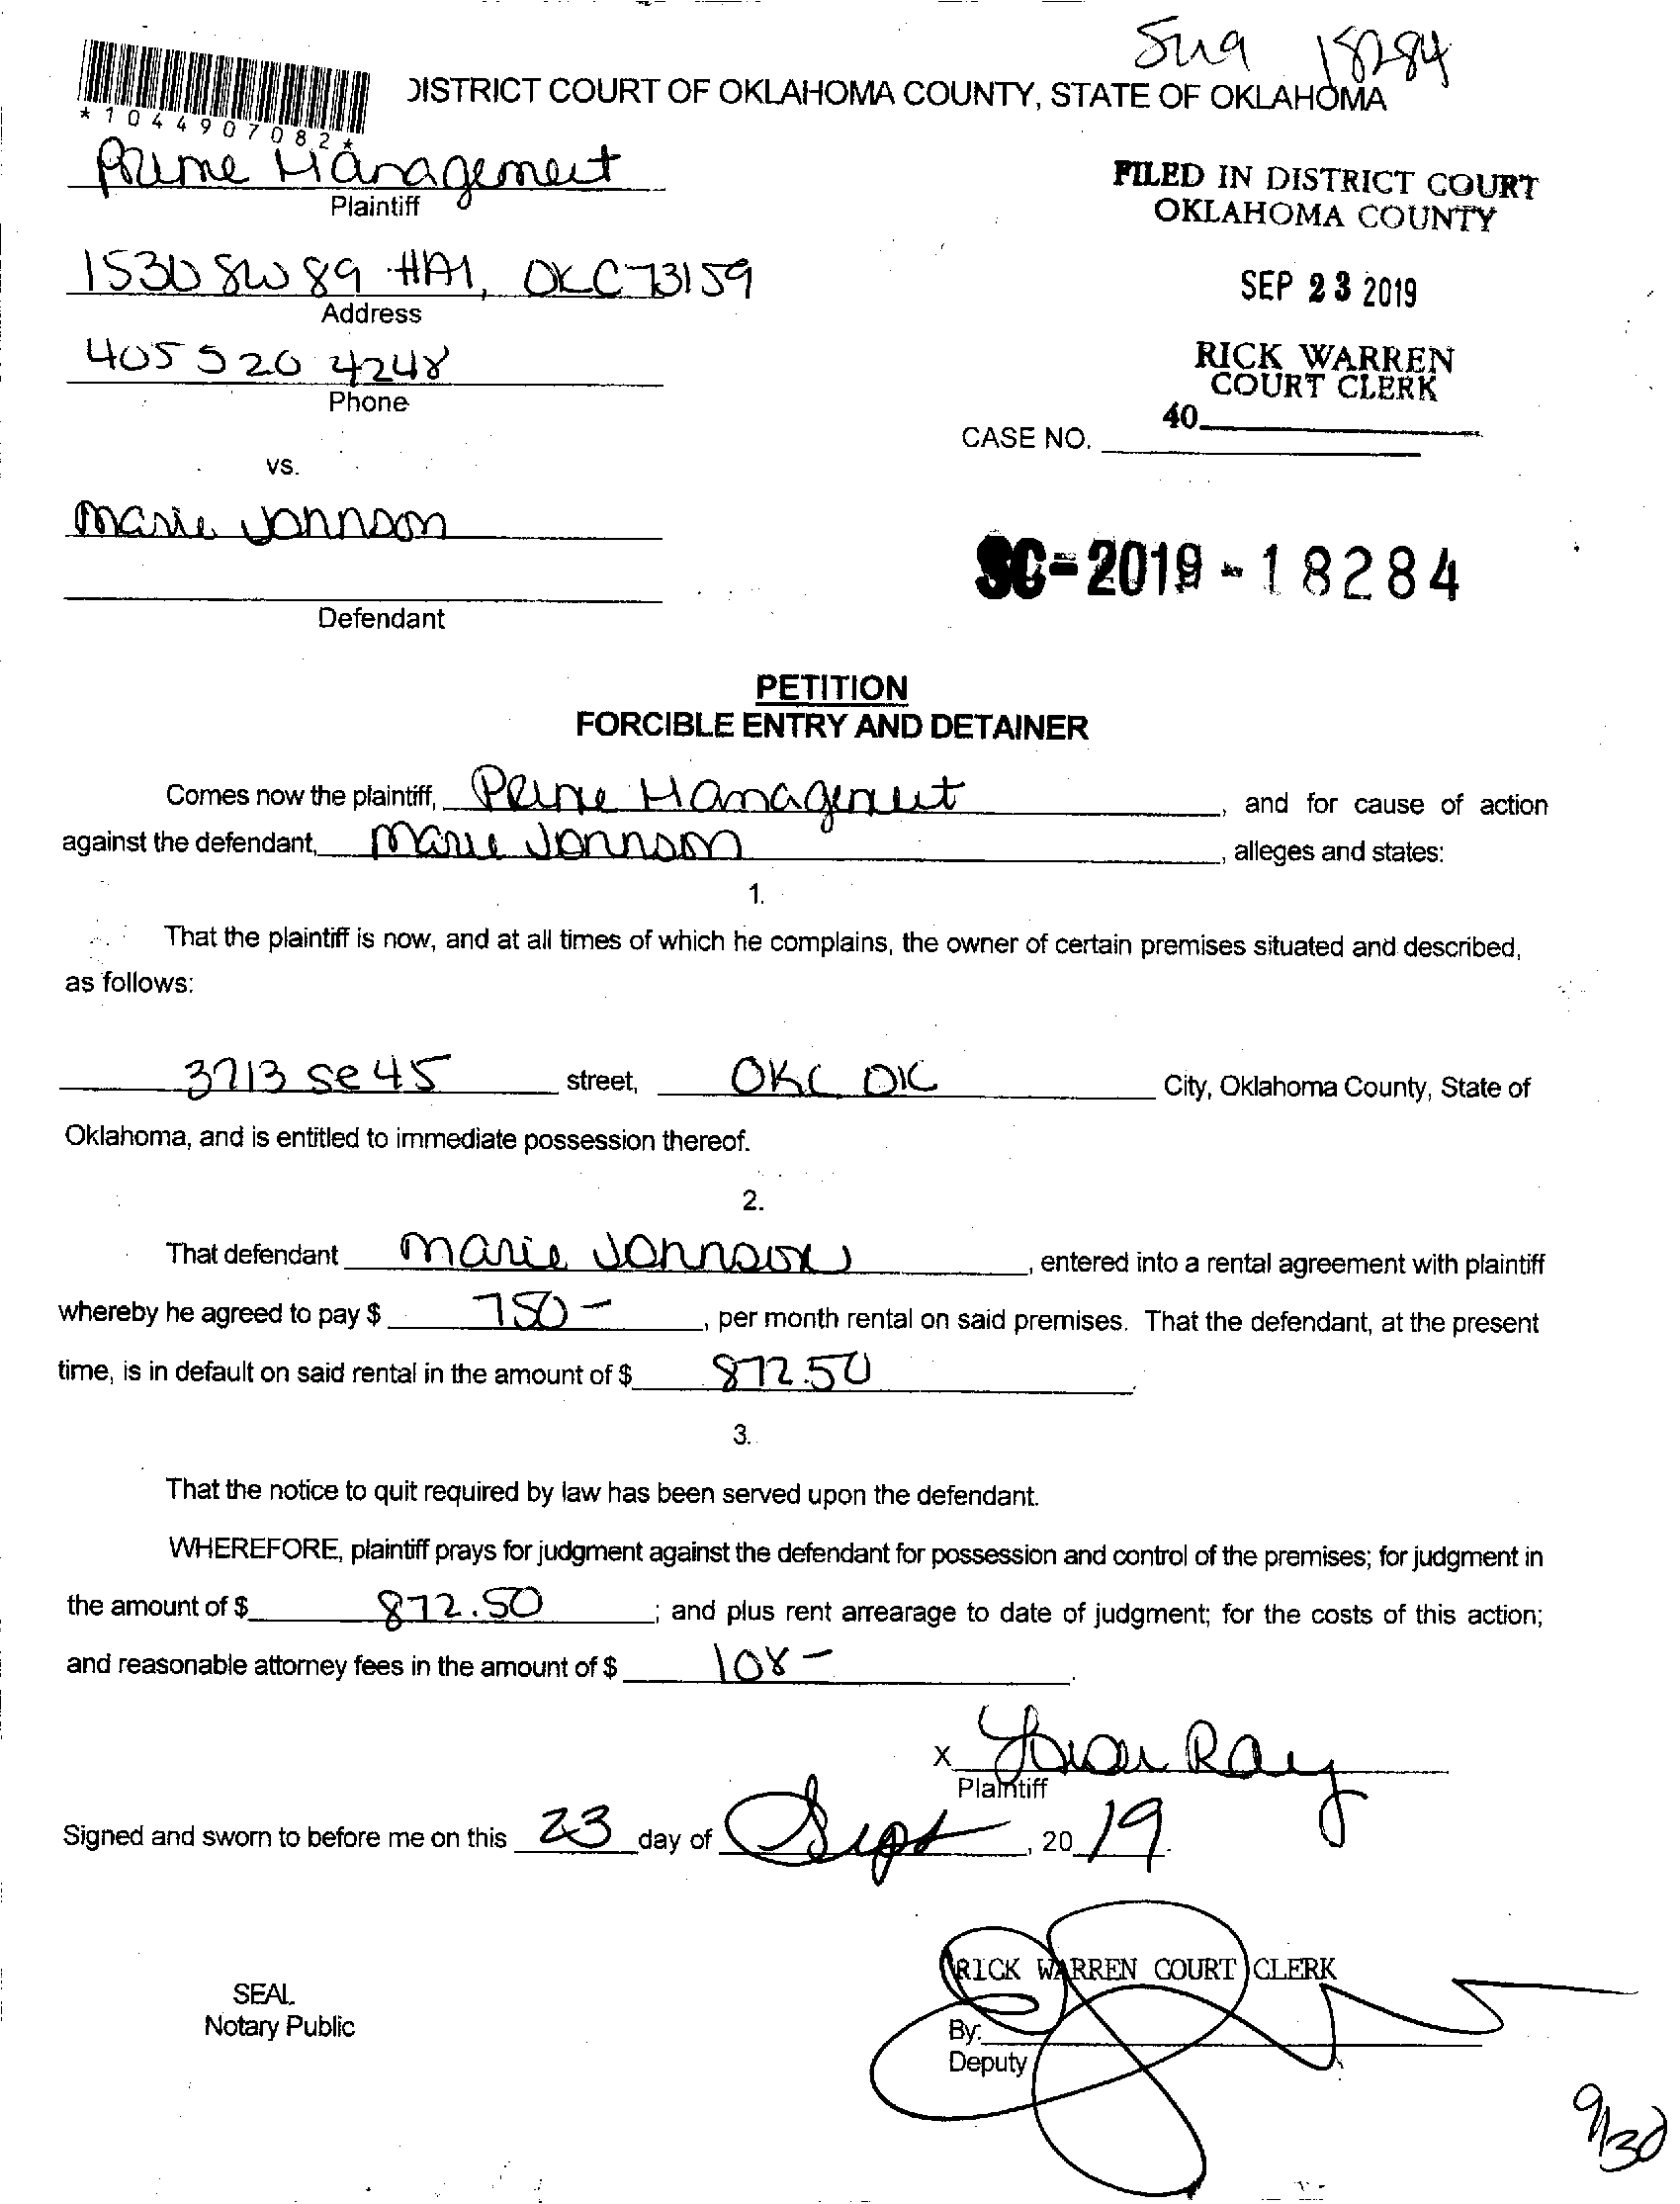 18284
DISTRICT COURT OF OKLAHOMA COUNTY, STATE OF OKLAHOMA
*1044907082*
Prime Management
Plaintiff
FILED IN DISTRICT COURT
OKLAHOMA COUNTY
1530 SW 89 #A1, OKC 73159
Address
SEP 23 2019
405 520 4248
Phone
RICK WARREN
COURT CLERK
40
CASE NO.
vs.
Marie Johnson
SC-2019-18284
Defendant
PETITION
FORCIBLE ENTRY AND DETAINER
Comes now the plaintiff, Prime Management, and for cause of action
against the defendant, Marie Johnson, alleges and states:
1.
That the plaintiff is now, and at all times of which he complains, the owner of certain premises situated and described,
as follows:
3713 SE 45 street, OKC OK City, Oklahoma County, State of
Oklahoma, and is entitled to immediate possession thereof.
2.
That defendant Marie Johnson, entered into a rental agreement with plaintiff
whereby he agreed to pay $ 750-, per month rental on said premises. That the defendant, at the present
time, is in default on said rental in the amount of $ 872.50.
3.
That the notice to quit required by law has been served upon the defendant.
WHEREFORE, plaintiff prays for judgment against the defendant for possession and control of the premises; for judgment in
the amount of $ 872.50; and plus rent arrearage to date of judgment; for the costs of this action;
and reasonable attorney fees in the amount of $ 108-.
X Ray
Plaintiff
Signed and sworn to before me on this 23 day of Sept, 2019.
RICK WARREN COURT CLERK
SEAL
Notary Public
By:
Deputy
9/30